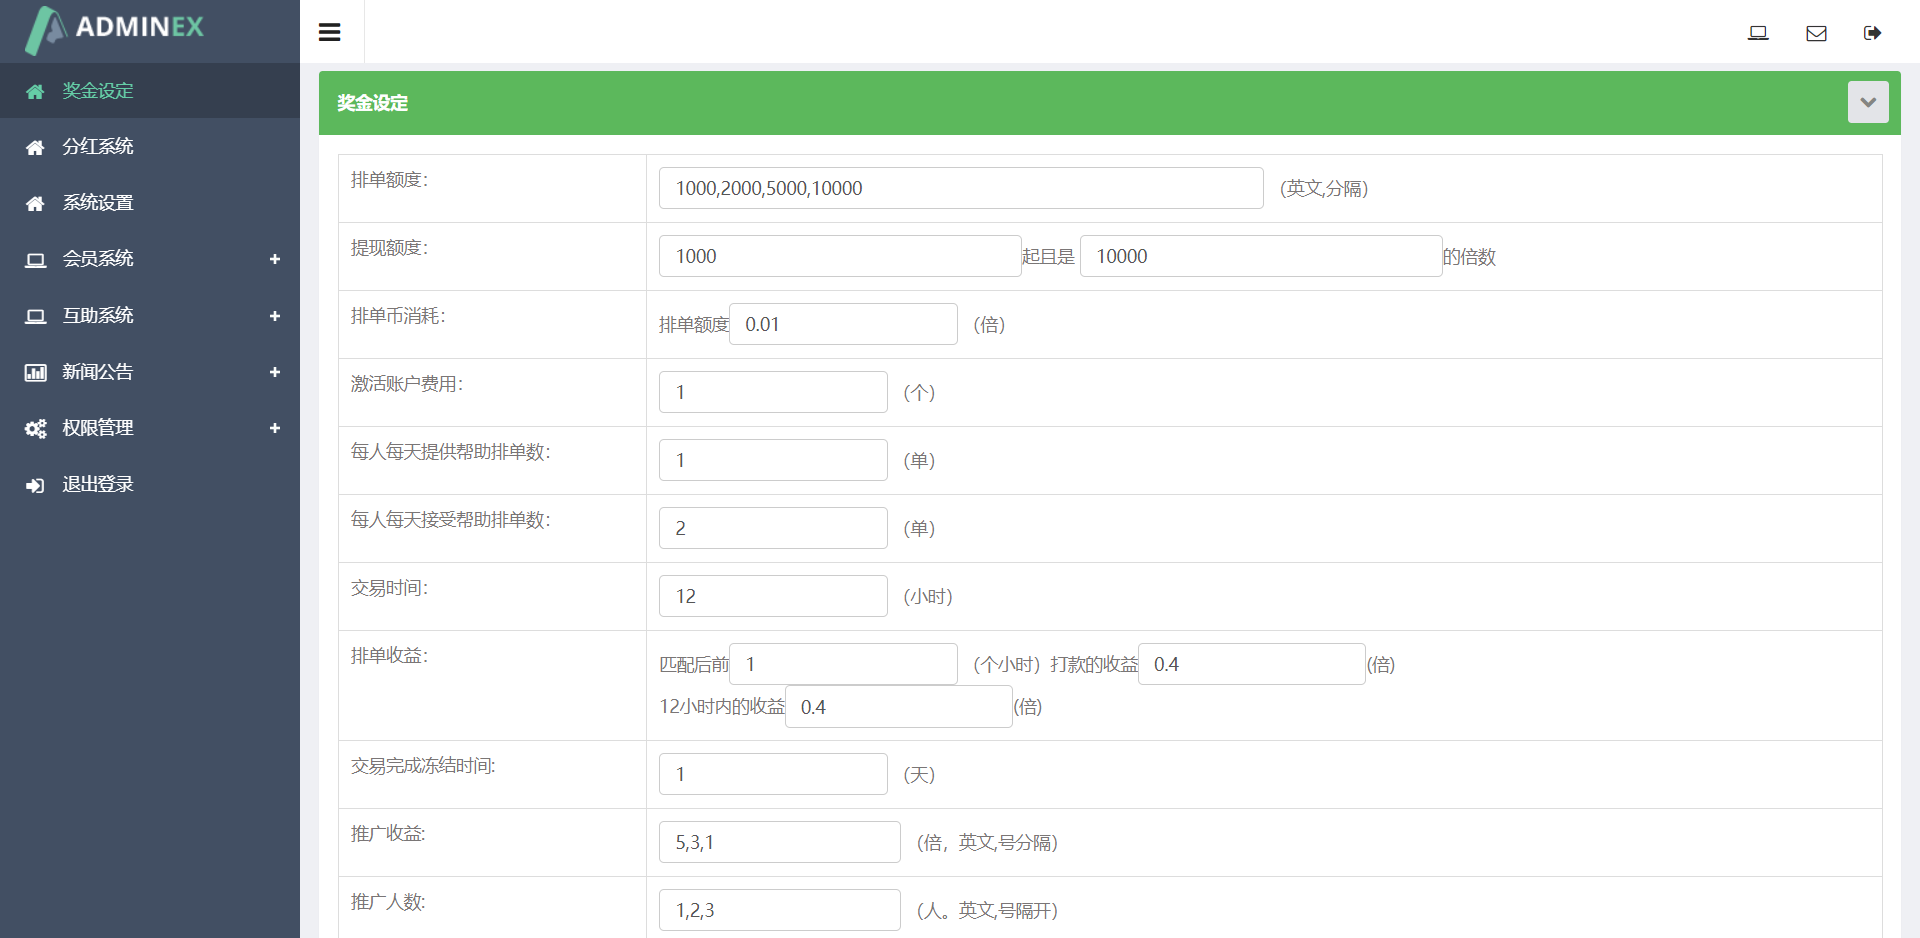 ADMINEX
奖金设定
分红系统
系统设置
会员系统
互助系统
新闻公告
权限管理
退出登录
奖金设定
排单额度： 1000,2000,5000,10000 (英文,分隔)
提现额度： 1000 起且是 10000 的倍数
排单币消耗： 排单额度 0.01 （倍）
激活账户费用： 1 （个）
每人每天提供帮助排单数： 1 （单）
每人每天接受帮助排单数： 2 （单）
交易时间： 12 （小时）
排单收益： 匹配后前 1 （个小时）打款的收益 0.4 (倍)
12小时内的收益 0.4 (倍)
交易完成冻结时间: 1 （天）
推广收益: 5,3,1 （倍，英文,号分隔）
推广人数: 1,2,3 （人。英文,号隔开）